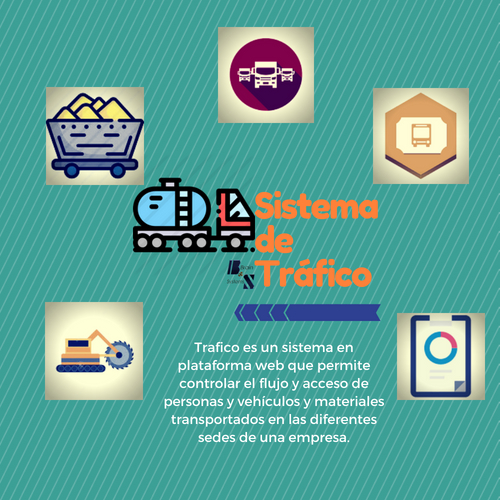 Sistema
de
Tráfico
Trafico es un sistema en
plataforma web que permite
controlar el flujo y acceso de
personas y vehículos y materiales
transportados en las diferentes
sedes de una empresa.